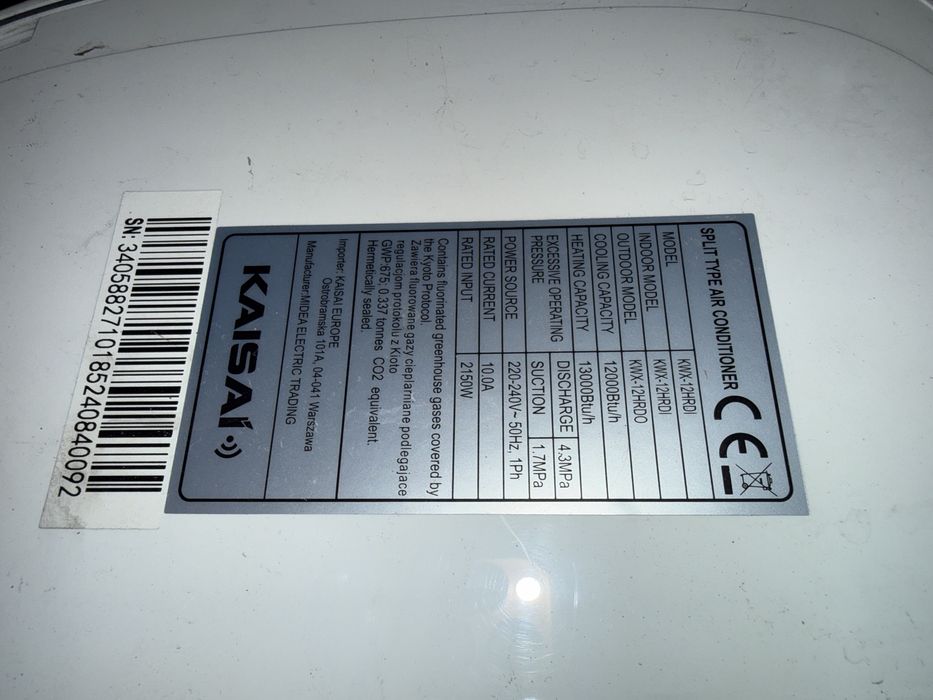 SPLIT TYPE AIR CONDITIONER CE
MODEL KWX-12HRDI
INDOOR MODEL KWX-12HRDI
OUTDOOR MODEL KWX-12HRDO
COOLING CAPACITY 12000Btu/h
HEATING CAPACITY 13000Btu/h
EXCESSIVE OPERATING PRESSURE DISCHARGE 4.3MPa
SUCTION 1.7MPa
POWER SOURCE 220-240V~ 50Hz, 1Ph
RATED CURRENT 10.0A
RATED INPUT 2150W
Contains fluorinated greenhouse gases covered by
the Kyoto Protocol.
Zawiera fluorowane gazy cieplarniane podlegajace
regulacjom protokolu z Kioto
GWP:675; 0.337 tonnes CO2 equivalent.
Hermetically sealed.
Importer: KAISAI EUROPE
Ostrobramska 101A, 04-041 Warszawa
Manufacturer:MIDEA ELECTRIC TRADING
KAISAI
SN: 3405882710185240840092